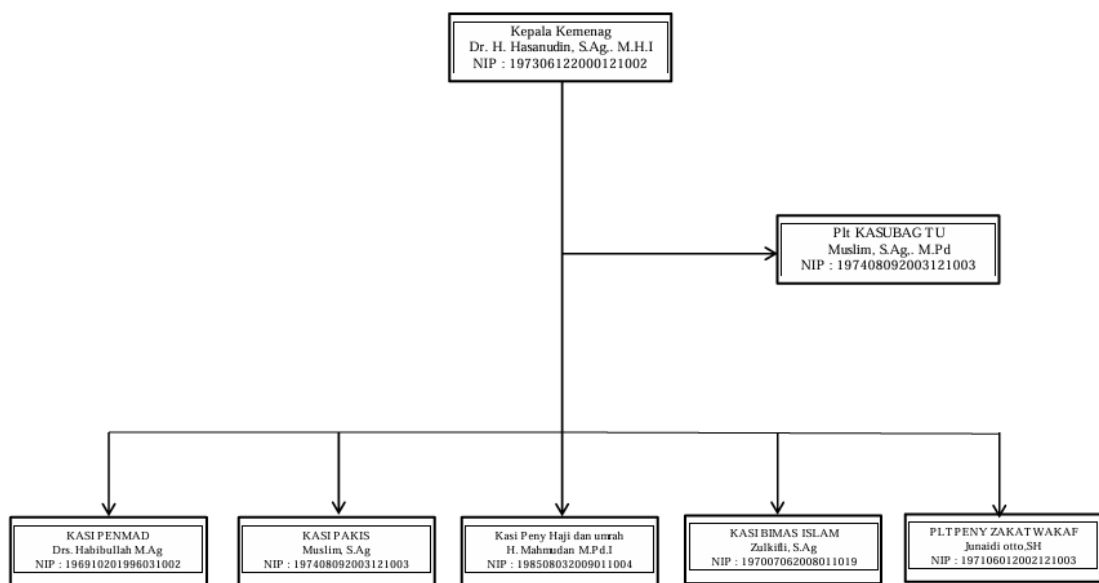 Kepala Kemenag
Dr. H. Hasanudin, S.Ag,. M.H.I
NIP : 197306122000121002
Plt KASUBAG TU
Muslim, S.Ag,. M.Pd
NIP : 197408092003121003
KASI PENMAD
Drs. Habibullah M.Ag
NIP : 196910201996031002
KASI PAKIS
Muslim, S.Ag
NIP : 197408092003121003
Kasi Peny Haji dan umrah
H. Mahmudan M.Pd.I
NIP : 198508032009011004
KASI BIMAS ISLAM
Zulkifli, S.Ag
NIP : 197007062008011019
PLT PENY ZAKAT WAKAF
Junaidi otto,SH
NIP : 197106012002121003